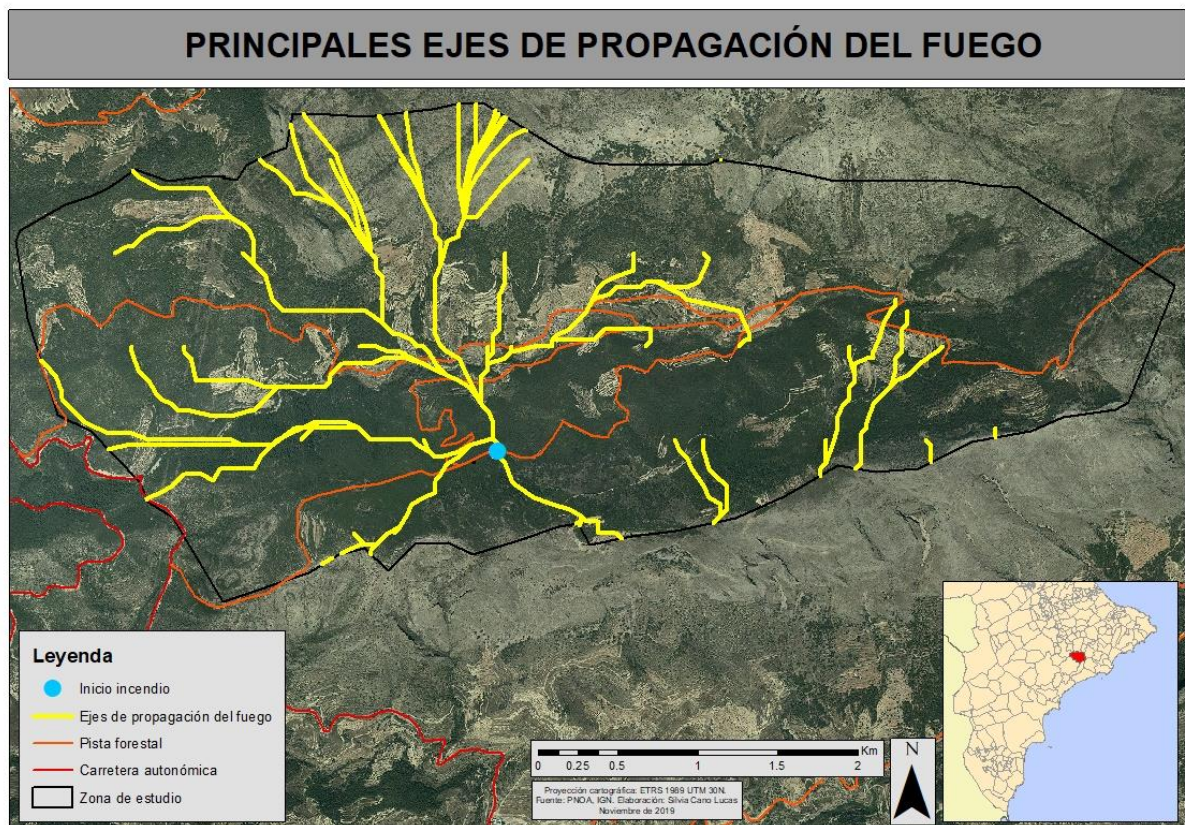 PRINCIPALES EJES DE PROPAGACIÓN DEL FUEGO
Leyenda
Inicio incendio
Ejes de propagación del fuego
Pista forestal
Carretera autonómica
Zona de estudio
Km
0 0.25 0.5 1 1.5 2
Proyección cartográfica: ETRS 1989 UTM 30N.
Fuente: PNOA, IGN. Elaboración: Silvia Cano Lucas
Noviembre de 2019
N